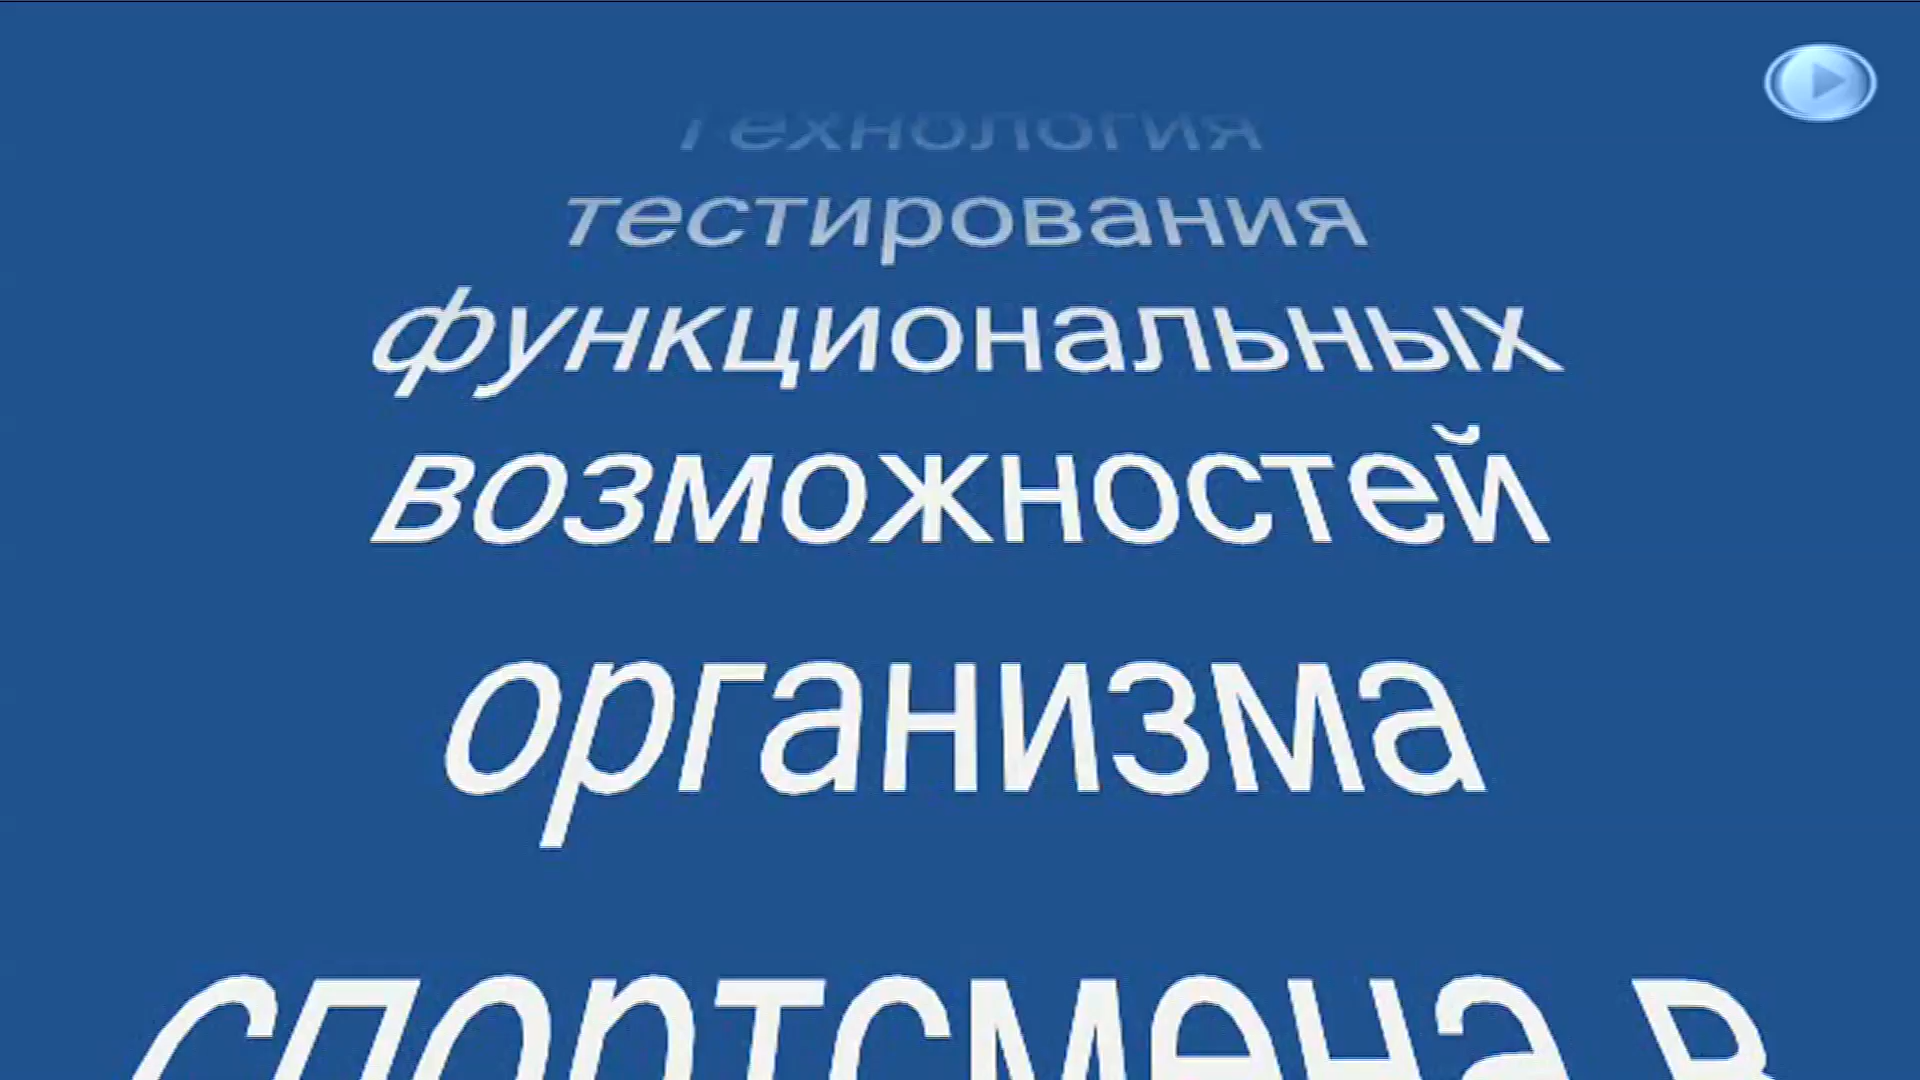 Технология
тестирования
функциональных
возможностей
организма
спортсмена в